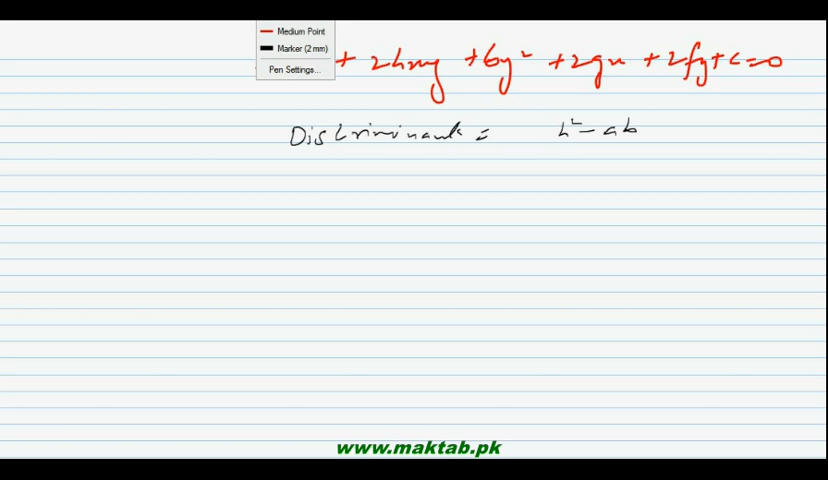 Medium Point
Marker (2 mm)
Pen Settings...
+ 2hxy + by² + 2gx + 2fy + c = 0
Discriminant = h² - ab
www.maktab.pk